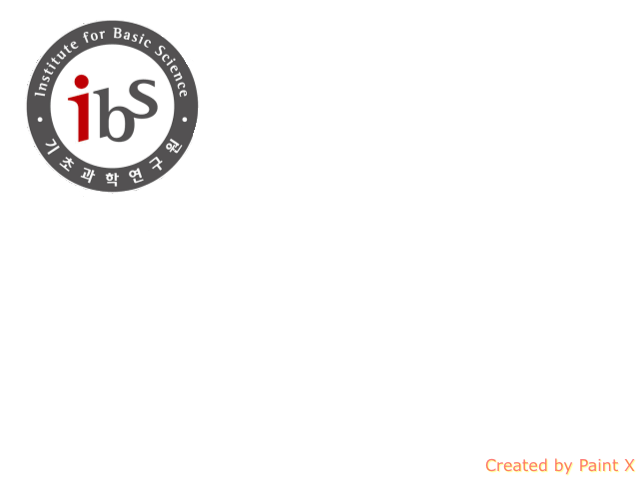 Institute for Basic Science
ibs
기초과학연구원
Created by Paint X